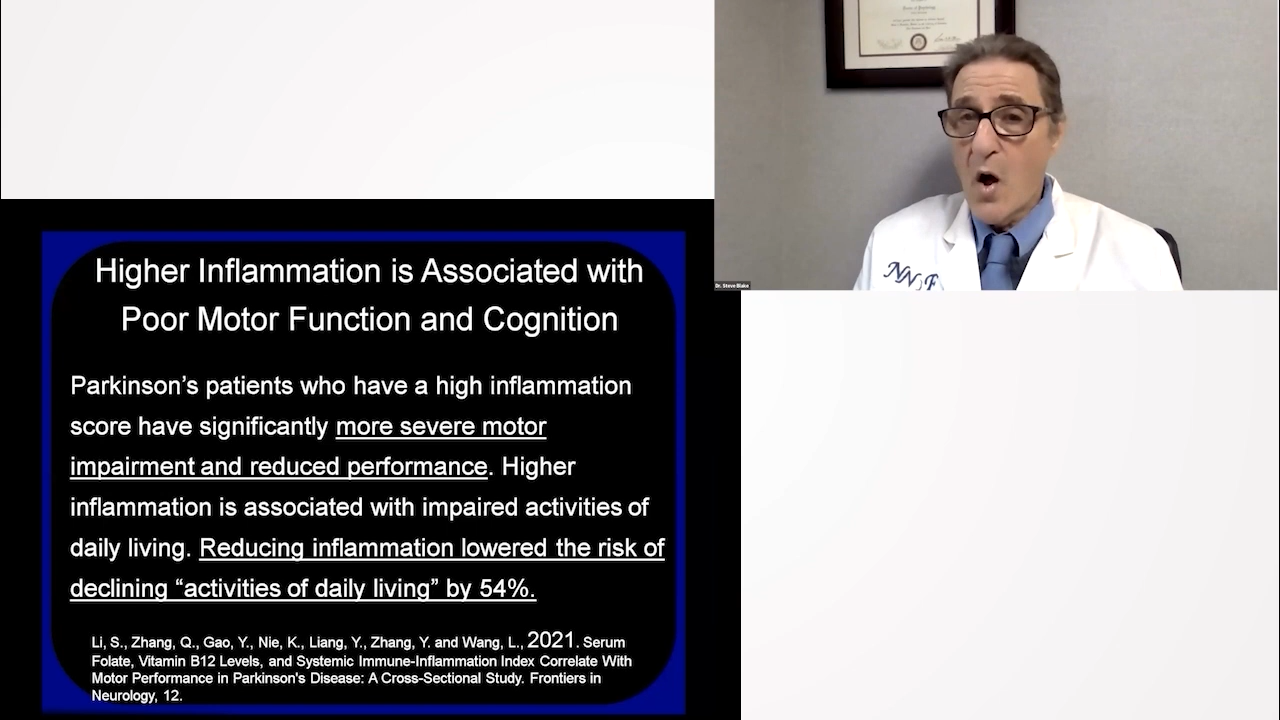 Higher Inflammation is Associated with
Poor Motor Function and Cognition
Parkinson’s patients who have a high inflammation
score have significantly more severe motor
impairment and reduced performance. Higher
inflammation is associated with impaired activities of
daily living. Reducing inflammation lowered the risk of
declining “activities of daily living” by 54%.
Li, S., Zhang, Q., Gao, Y., Nie, K., Liang, Y., Zhang, Y. and Wang, L., 2021. Serum
Folate, Vitamin B12 Levels, and Systemic Immune-Inflammation Index Correlate With
Motor Performance in Parkinson's Disease: A Cross-Sectional Study. Frontiers in
Neurology, 12.
Dr. Steve Blake